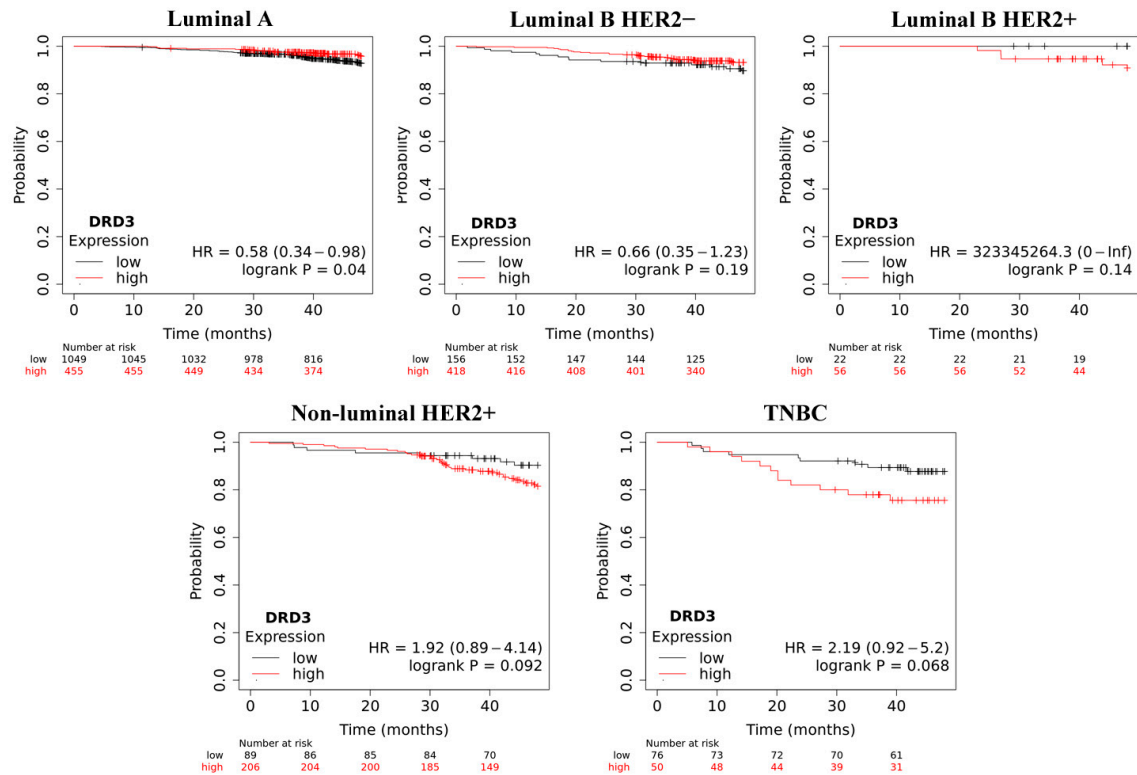 Luminal A
Probability
0.0 0.2 0.4 0.6 0.8 1.0
DRD3
Expression
low
high
HR = 0.58 (0.34−0.98)
logrank P = 0.04
0 10 20 30 40
Time (months)
Number at risk
low 1049 1045 1032 978 816
high 455 455 449 434 374
Luminal B HER2−
Probability
0.0 0.2 0.4 0.6 0.8 1.0
DRD3
Expression
low
high
HR = 0.66 (0.35−1.23)
logrank P = 0.19
0 10 20 30 40
Time (months)
Number at risk
low 156 152 147 144 125
high 418 416 408 401 340
Luminal B HER2+
Probability
0.0 0.2 0.4 0.6 0.8 1.0
DRD3
Expression
low
high
HR = 323345264.3 (0−Inf)
logrank P = 0.14
0 10 20 30 40
Time (months)
Number at risk
low 22 22 22 21 19
high 56 56 56 52 44
Non-luminal HER2+
Probability
0.0 0.2 0.4 0.6 0.8 1.0
DRD3
Expression
low
high
HR = 1.92 (0.89−4.14)
logrank P = 0.092
0 10 20 30 40
Time (months)
Number at risk
low 89 86 85 84 70
high 206 204 200 185 149
TNBC
Probability
0.0 0.2 0.4 0.6 0.8 1.0
DRD3
Expression
low
high
HR = 2.19 (0.92−5.2)
logrank P = 0.068
0 10 20 30 40
Time (months)
Number at risk
low 76 73 72 70 61
high 50 48 44 39 31